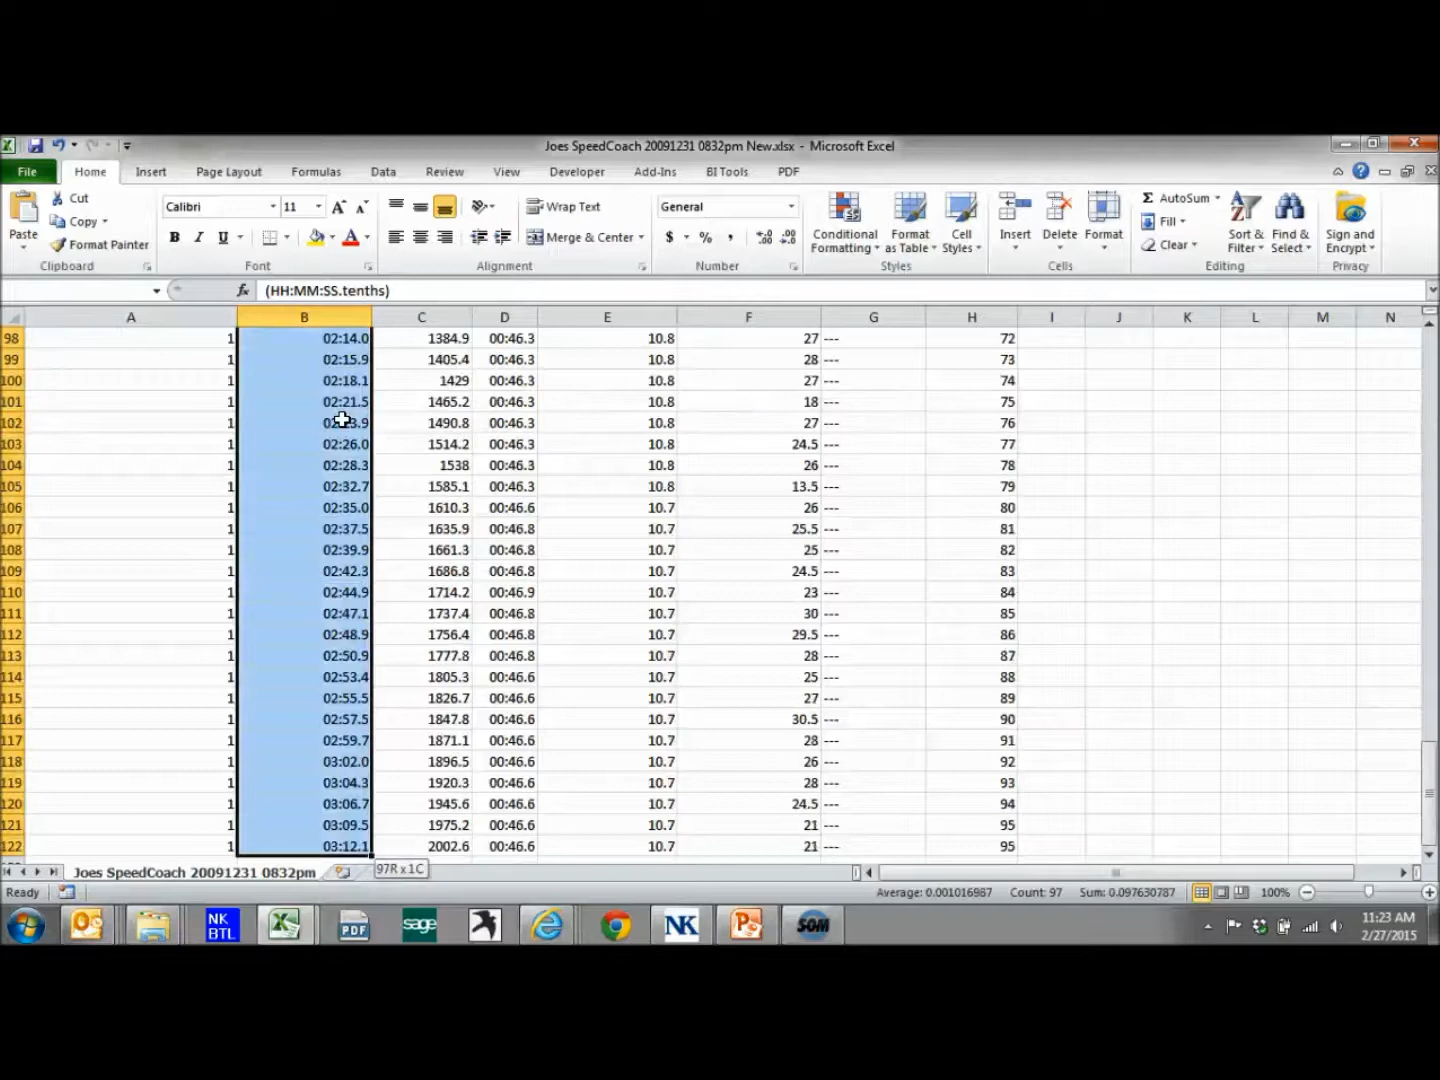 Joes SpeedCoach 20091231 0832pm New.xlsx - Microsoft Excel
File Home Insert Page Layout Formulas Data Review View Developer Add-Ins BI Tools PDF
Cut Calibri 11 Wrap Text General AutoSum
Copy
Paste Format Painter Merge & Center Conditional Formatting Format as Table Cell Styles Insert Delete Format Fill Clear Sort & Filter Find & Select Sign and Encrypt
Clipboard Font Alignment Number Styles Cells Editing Privacy
fx (HH:MM:SS.tenths)
A B C D E F G H I J K L M N
98 1 02:14.0 1384.9 00:46.3 10.8 27 --- 72
99 1 02:15.9 1405.4 00:46.3 10.8 28 --- 73
100 1 02:18.1 1429 00:46.3 10.8 27 --- 74
101 1 02:21.5 1465.2 00:46.3 10.8 18 --- 75
102 1 1490.8 00:46.3 10.8 27 --- 76
103 1 02:26.0 1514.2 00:46.3 10.8 24.5 --- 77
104 1 02:28.3 1538 00:46.3 10.8 26 --- 78
105 1 02:32.7 1585.1 00:46.3 10.8 13.5 --- 79
106 1 02:35.0 1610.3 00:46.6 10.7 26 --- 80
107 1 02:37.5 1635.9 00:46.8 10.7 25.5 --- 81
108 1 02:39.9 1661.3 00:46.8 10.7 25 --- 82
109 1 02:42.3 1686.8 00:46.8 10.7 24.5 --- 83
110 1 02:44.9 1714.2 00:46.9 10.7 23 --- 84
111 1 02:47.1 1737.4 00:46.8 10.7 30 --- 85
112 1 02:48.9 1756.4 00:46.8 10.7 29.5 --- 86
113 1 02:50.9 1777.8 00:46.8 10.7 28 --- 87
114 1 02:53.4 1805.3 00:46.6 10.7 25 --- 88
115 1 02:55.5 1826.7 00:46.6 10.7 27 --- 89
116 1 02:57.5 1847.8 00:46.6 10.7 30.5 --- 90
117 1 02:59.7 1871.1 00:46.6 10.7 28 --- 91
118 1 03:02.0 1896.5 00:46.6 10.7 26 --- 92
119 1 03:04.3 1920.3 00:46.6 10.7 28 --- 93
120 1 03:06.7 1945.6 00:46.6 10.7 24.5 --- 94
121 1 03:09.5 1975.2 00:46.6 10.7 21 --- 95
122 1 03:12.1 2002.6 00:46.6 10.7 21 --- 95
Joes SpeedCoach 20091231 0832pm 97R x 1C
Ready Average: 0.001016987 Count: 97 Sum: 0.097630787 100%
NK BTL PDF sage NK SOM 11:23 AM
2/27/2015